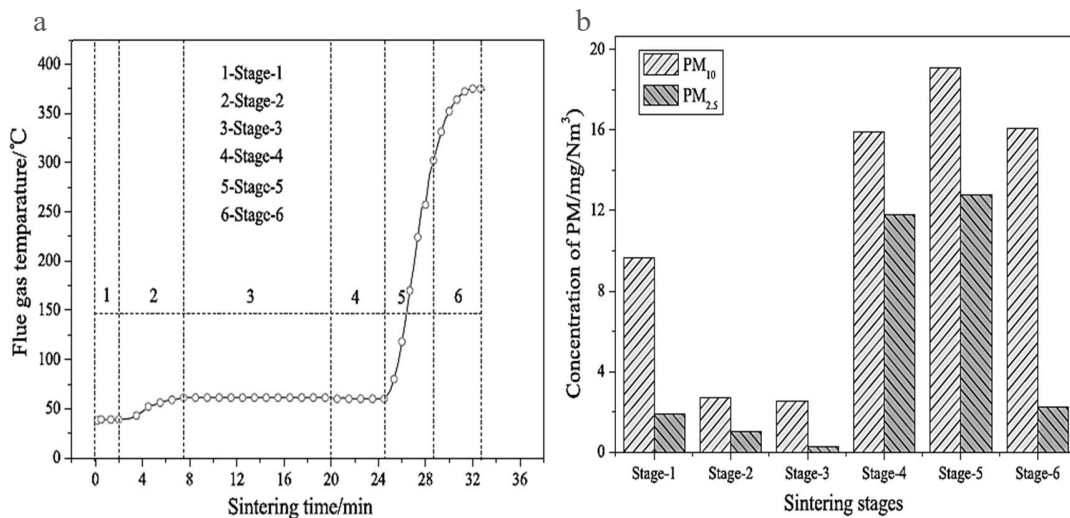 a
400
350
300
250
200
150
100
50
0
Flue gas temparature/℃
1-Stage-1
2-Stage-2
3-Stage-3
4-Stage-4
5-Stage-5
6-Stage-6
1 2 3 4 5 6
0 4 8 12 16 20 24 28 32 36
Sintering time/min
b
20
16
12
8
4
0
Concentration of PM/mg/Nm³
PM₁₀
PM₂.₅
Stage-1 Stage-2 Stage-3 Stage-4 Stage-5 Stage-6
Sintering stages